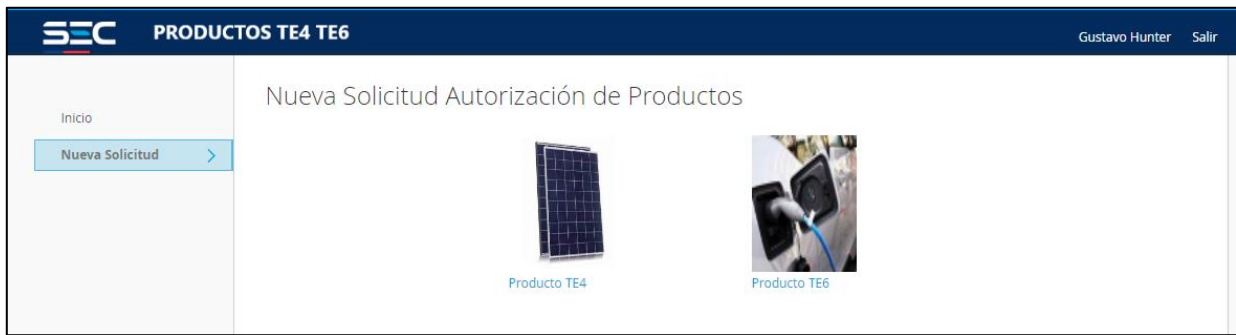 SEC PRODUCTOS TE4 TE6
Gustavo Hunter Salir
Inicio
Nueva Solicitud
Nueva Solicitud Autorización de Productos
Producto TE4 Producto TE6